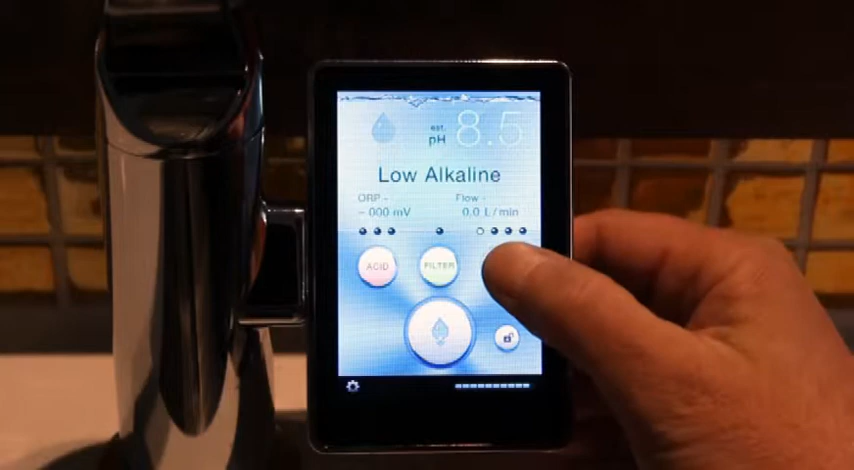 est.
pH 8.5
Low Alkaline
ORP -
- 000 mV
Flow -
0.0 L/min
ACID
FILTER